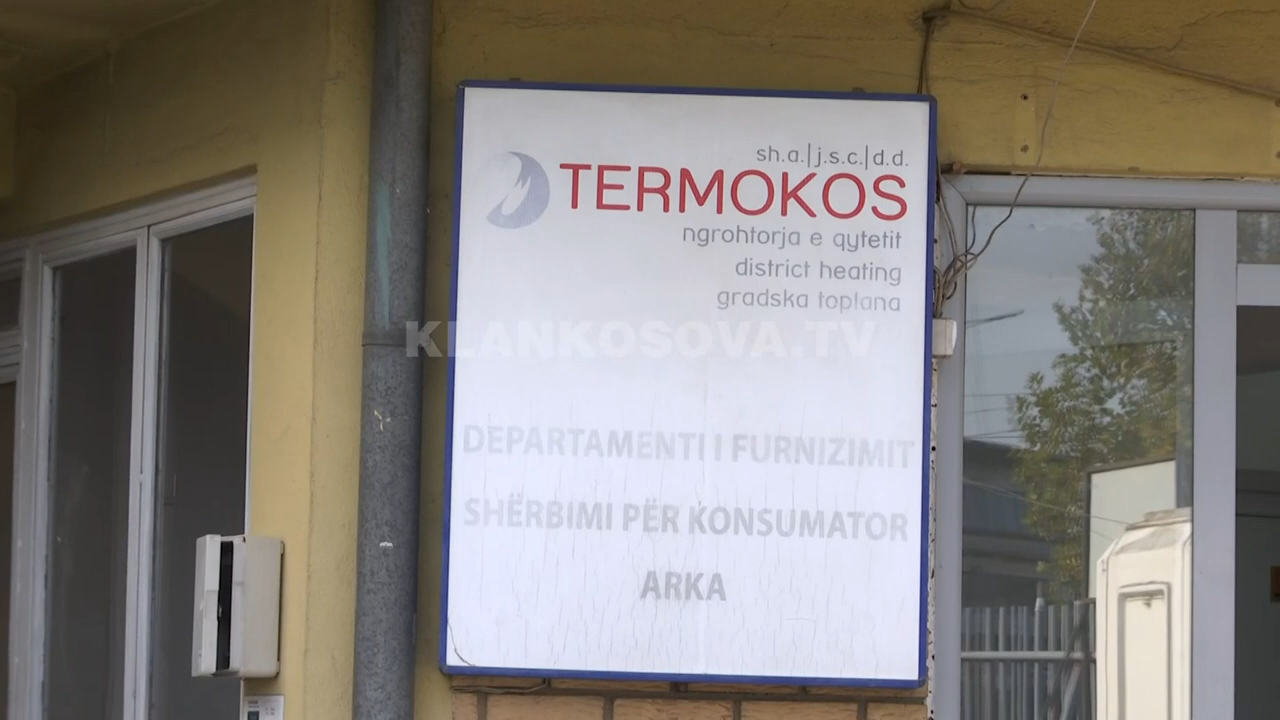 sh.a.|j.s.c.|d.d.
TERMOKOS
ngrohtorja e qytetit
district heating
gradska toplana
KLANKOSOVA.TV
DEPARTAMENTI I FURNIZIMIT
SHËRBIMI PËR KONSUMATOR
ARKA